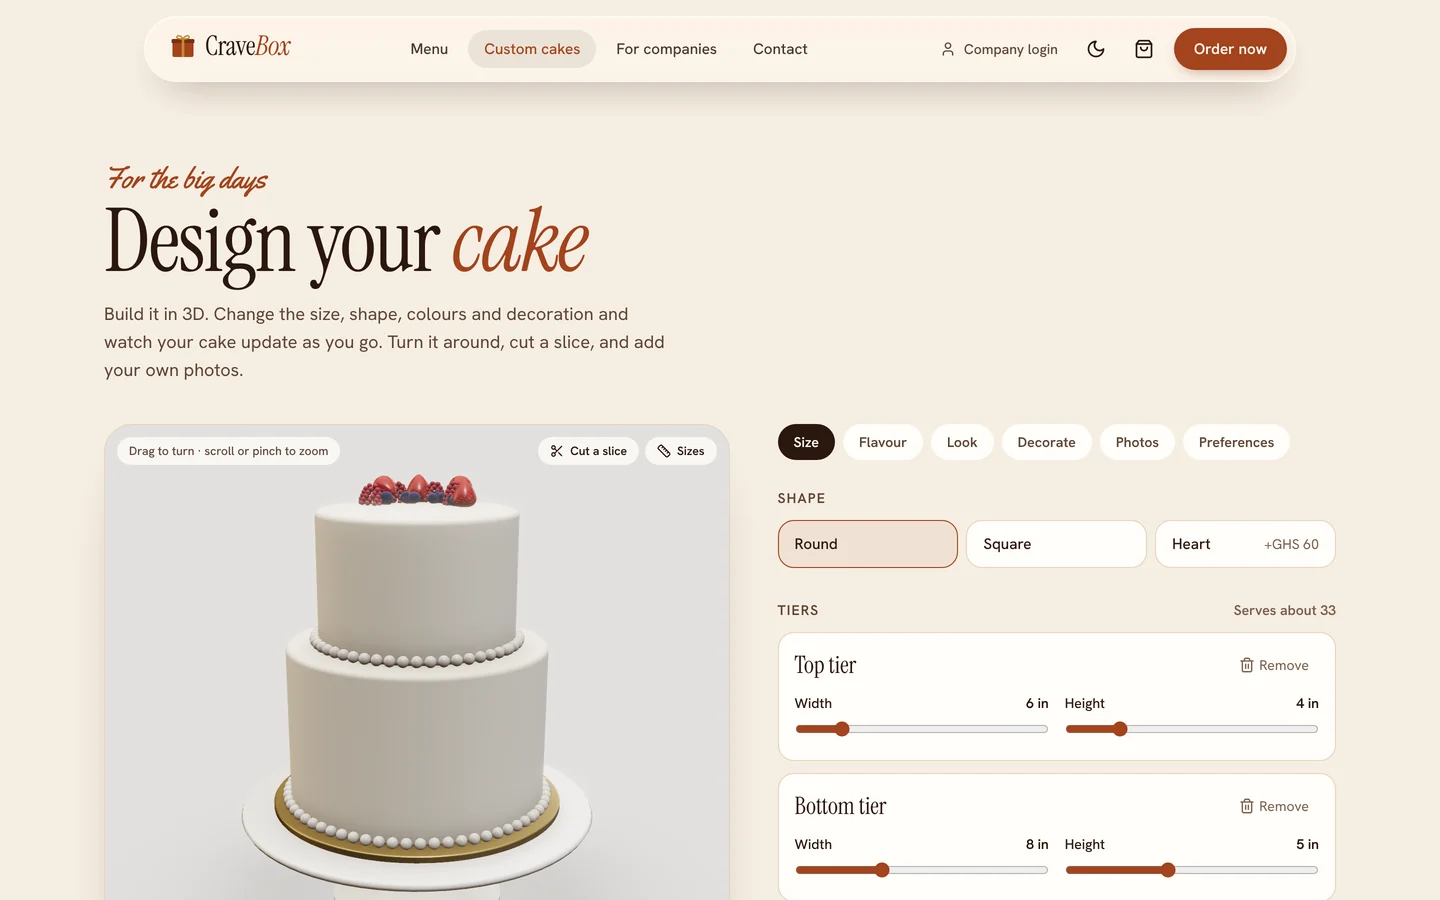 CraveBox
Menu
Custom cakes
For companies
Contact
Company login
Order now
For the big days
Design your cake
Build it in 3D. Change the size, shape, colours and decoration and
watch your cake update as you go. Turn it around, cut a slice, and add
your own photos.
Drag to turn · scroll or pinch to zoom
Cut a slice
Sizes
Size
Flavour
Look
Decorate
Photos
Preferences
SHAPE
Round
Square
Heart
+GHS 60
TIERS
Serves about 33
Top tier
Remove
Width
6 in
Height
4 in
Bottom tier
Remove
Width
8 in
Height
5 in